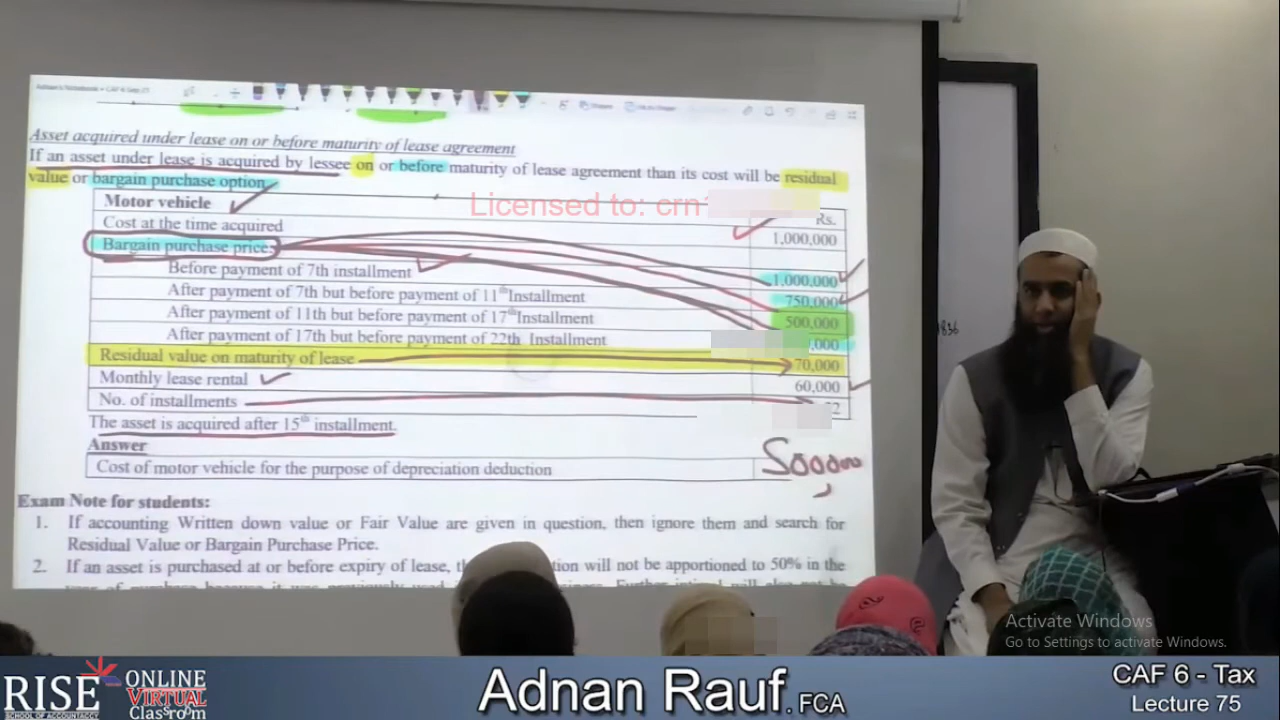 Asset acquired under lease on or before maturity of lease agreement
If an asset under lease is acquired by lessee on or before maturity of lease agreement than its cost will be residual
value or bargain purchase option
Licensed to: crn
Motor vehicle Rs.
Cost at the time acquired 1,000,000
Bargain purchase price
Before payment of 7th installment 1,000,000
After payment of 7th but before payment of 11th Installment 750,000
After payment of 11th but before payment of 17th Installment 500,000
After payment of 17th but before payment of 22th Installment ,000
Residual value on maturity of lease 70,000
Monthly lease rental 60,000
No. of installments 2
The asset is acquired after 15th installment.
Answer
Cost of motor vehicle for the purpose of depreciation deduction 500000
Exam Note for students:
1. If accounting Written down value or Fair Value are given in question, then ignore them and search for
Residual Value or Bargain Purchase Price.
2. If an asset is purchased at or before expiry of lease, tion will not be apportioned to 50% in the
Activate Windows
Go to Settings to activate Windows.
RISE ONLINE VIRTUAL Classroom
SCHOOL OF ACCOUNTANCY
Adnan Rauf. FCA
CAF 6 - Tax
Lecture 75